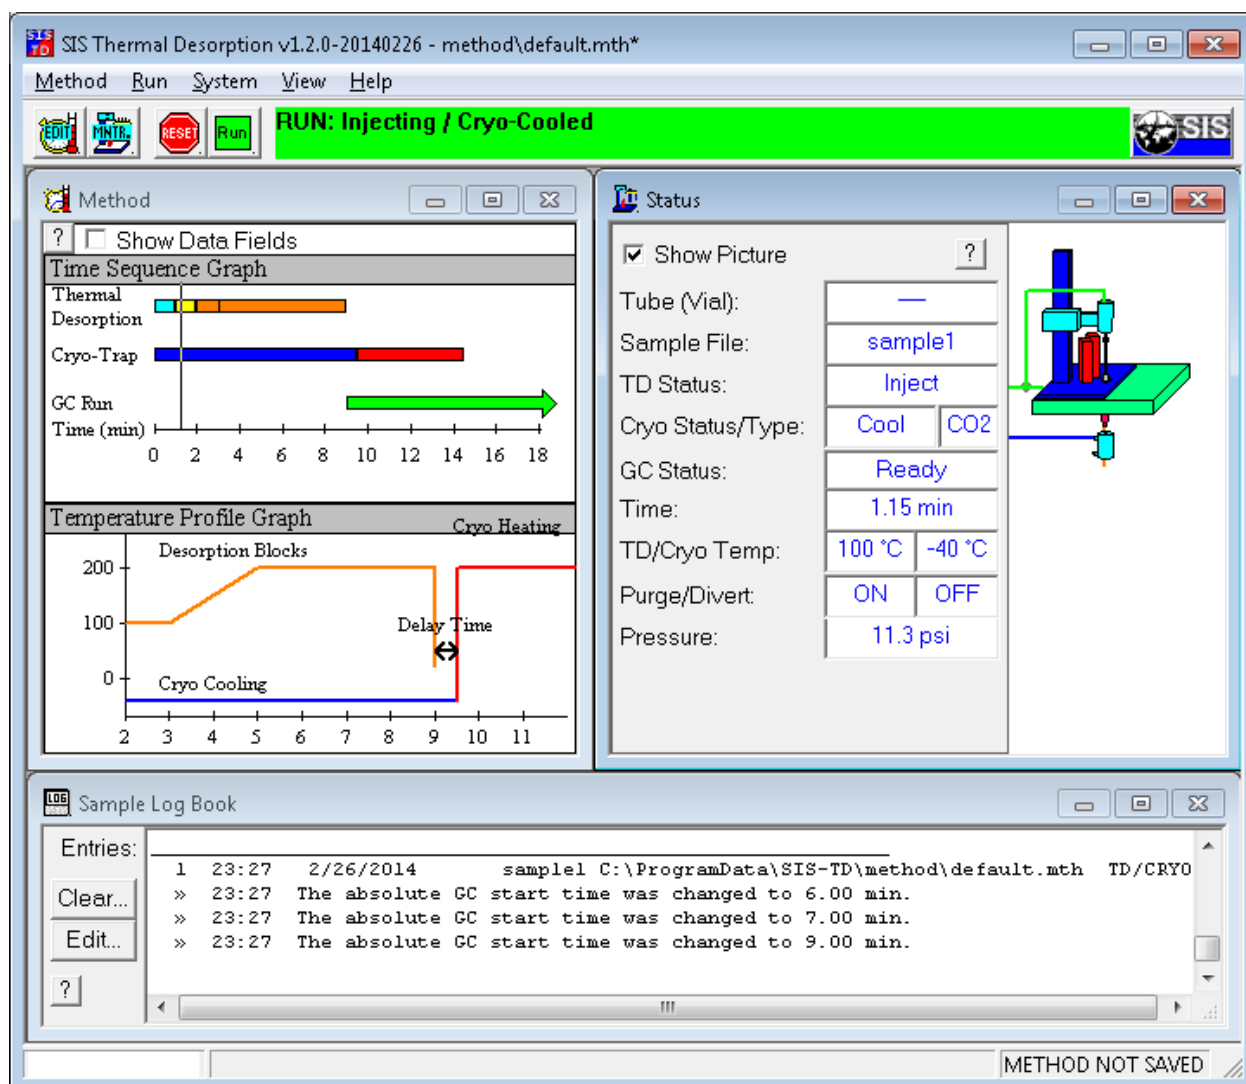 SIS TD SIS Thermal Desorption v1.2.0-20140226 - method\default.mth*
Method Run System View Help
EDIT MNTR. RESET Run RUN: Injecting / Cryo-Cooled SIS
Method
? Show Data Fields
Time Sequence Graph
Thermal
Desorption
Cryo-Trap
GC Run
Time (min)
0 2 4 6 8 10 12 14 16 18
Temperature Profile Graph
Cryo Heating
Desorption Blocks
200
100
Delay Time
0
Cryo Cooling
2 3 4 5 6 7 8 9 10 11
Status
Show Picture ?
Tube (Vial): —
Sample File: sample1
TD Status: Inject
Cryo Status/Type: Cool CO2
GC Status: Ready
Time: 1.15 min
TD/Cryo Temp: 100 °C -40 °C
Purge/Divert: ON OFF
Pressure: 11.3 psi
LOG Sample Log Book
Entries:
Clear...
Edit...
?
1 23:27 2/26/2014 sample1 C:\ProgramData\SIS-TD\method\default.mth TD/CRYO
» 23:27 The absolute GC start time was changed to 6.00 min.
» 23:27 The absolute GC start time was changed to 7.00 min.
» 23:27 The absolute GC start time was changed to 9.00 min.
METHOD NOT SAVED